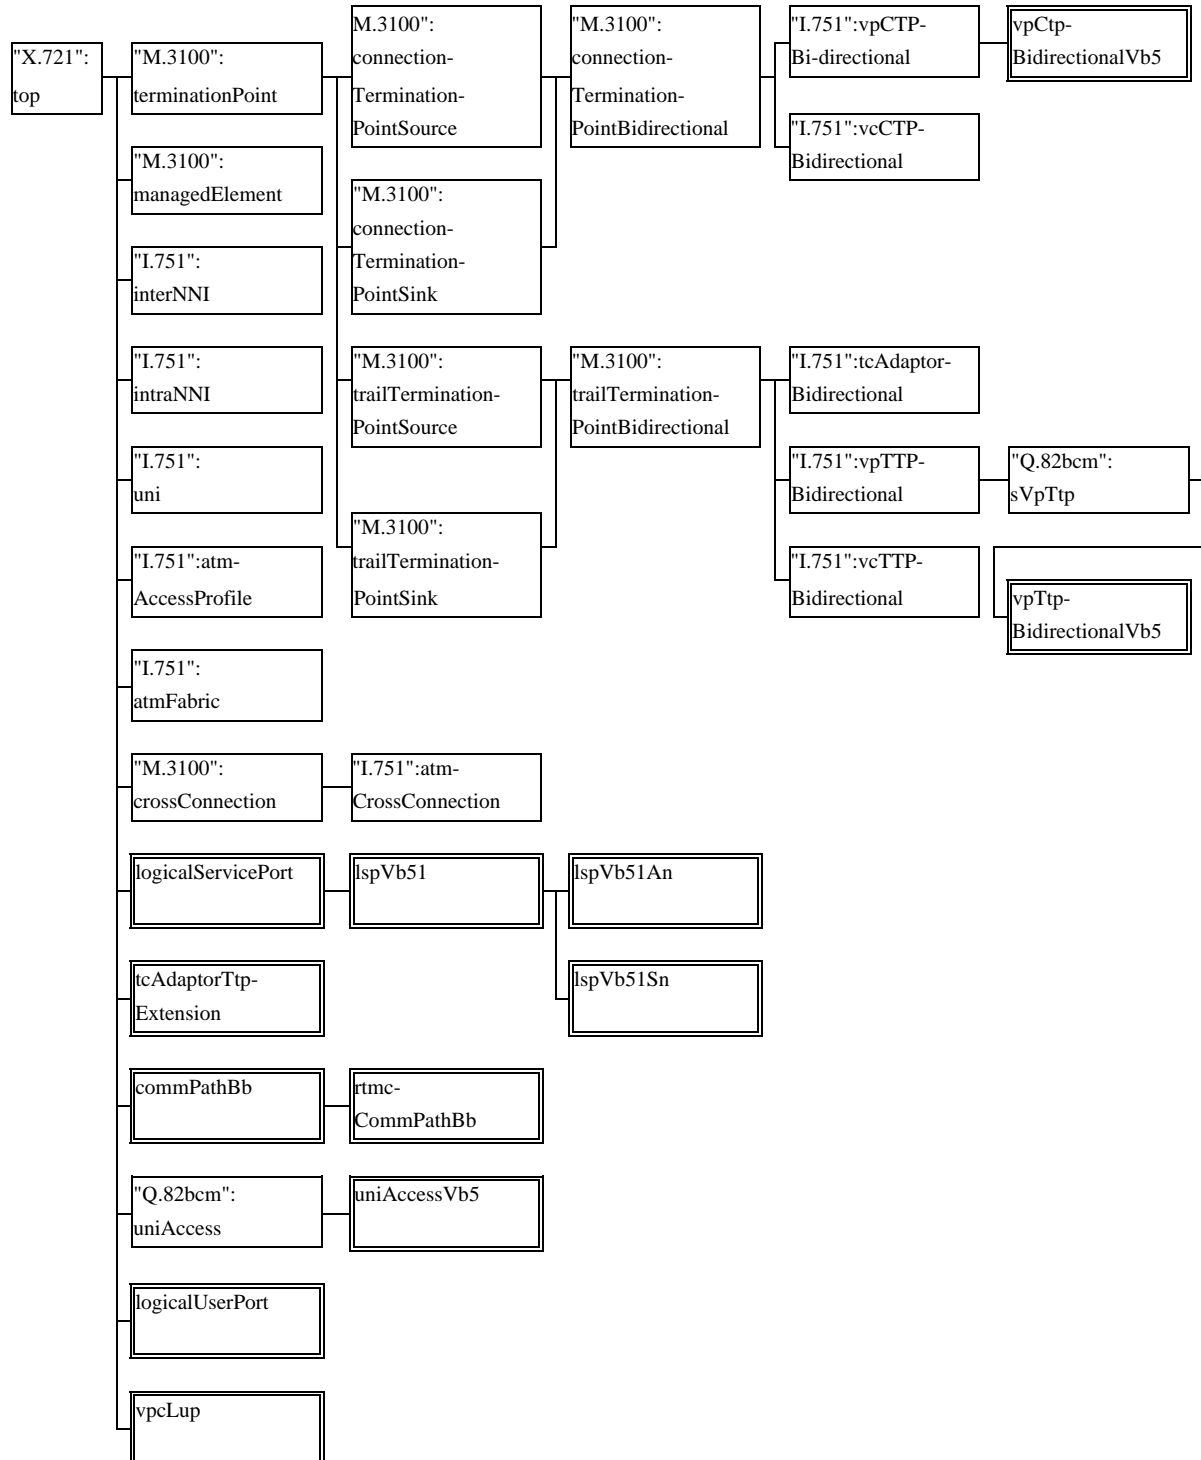 "X.721":
top
"M.3100":
terminationPoint
M.3100":
connection-
Termination-
PointSource
"M.3100":
connection-
Termination-
PointBidirectional
"I.751":vpCTP-
Bi-directional
vpCtp-
BidirectionalVb5
"I.751":vcCTP-
Bidirectional
"M.3100":
managedElement
"M.3100":
connection-
Termination-
PointSink
"I.751":
interNNI
"I.751":
intraNNI
"M.3100":
trailTermination-
PointSource
"M.3100":
trailTermination-
PointBidirectional
"I.751":tcAdaptor-
Bidirectional
"I.751":
uni
"I.751":vpTTP-
Bidirectional
"Q.82bcm":
sVpTtp
"M.3100":
trailTermination-
PointSink
"I.751":atm-
AccessProfile
"I.751":vcTTP-
Bidirectional
vpTtp-
BidirectionalVb5
"I.751":
atmFabric
"M.3100":
crossConnection
"I.751":atm-
CrossConnection
logicalServicePort
lspVb51
lspVb51An
tcAdaptorTtp-
Extension
lspVb51Sn
commPathBb
rtmc-
CommPathBb
"Q.82bcm":
uniAccess
uniAccessVb5
logicalUserPort
vpcLup